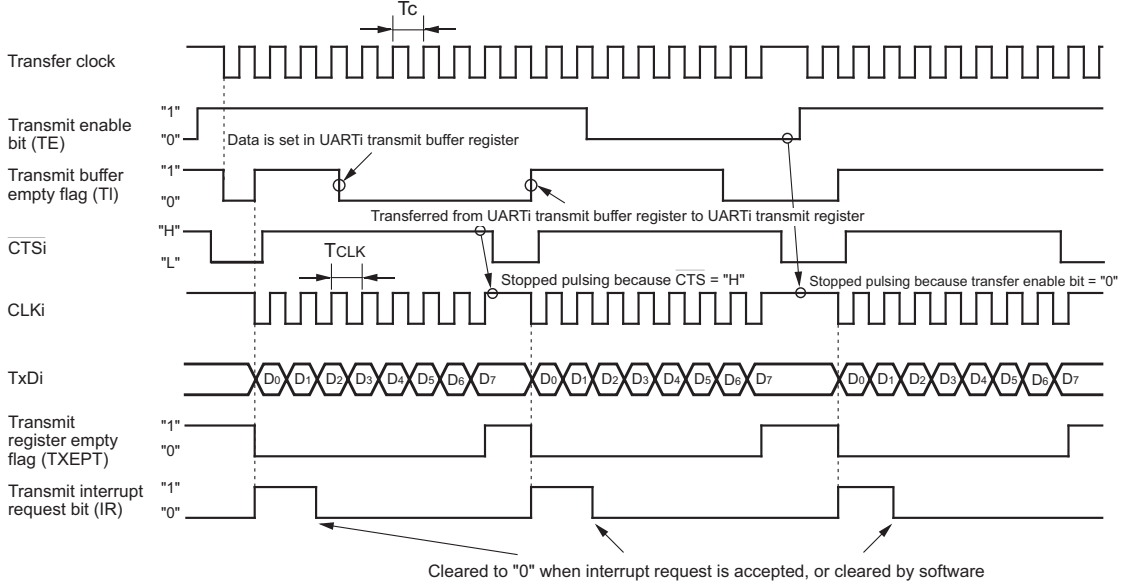 Tc
Transfer clock
Transmit enable
bit (TE)
"1"
"0"
Data is set in UARTi transmit buffer register
Transmit buffer
empty flag (TI)
"1"
"0"
Transferred from UARTi transmit buffer register to UARTi transmit register
CTSi
"H"
"L"
TCLK
Stopped pulsing because CTS = "H"
Stopped pulsing because transfer enable bit = "0"
CLKi
TxDi
D0 D1 D2 D3 D4 D5 D6 D7 D0 D1 D2 D3 D4 D5 D6 D7 D0 D1 D2 D3 D4 D5 D6 D7
Transmit
register empty
flag (TXEPT)
"1"
"0"
Transmit interrupt
request bit (IR)
"1"
"0"
Cleared to "0" when interrupt request is accepted, or cleared by software